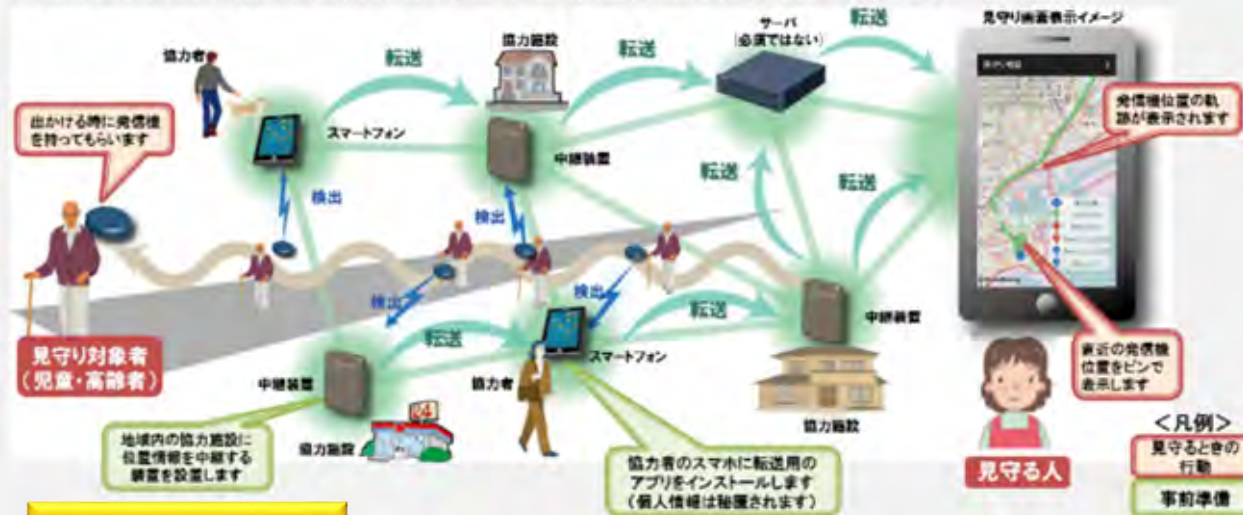 見守り画面表示イメージ
サーバ
(必須ではない)
転送
転送
転送
協力施設
協力者
出かける時に発信機
を持ってもらいます
スマートフォン
中継装置
発信機位置の軌
跡が表示されます
検出
検出
転送
転送
検出
検出
転送
転送
中継装置
スマートフォン
中継装置
協力者
見守り対象者
(児童・高齢者)
直近の発信機
位置をピンで
表示します
協力施設
協力施設
地域内の協力施設に
位置情報を中継する
装置を設置します
協力者のスマホに転送用の
アプリをインストールします
(個人情報は秘匿されます)
見守る人
<凡例>
見守るときの
行動
事前準備